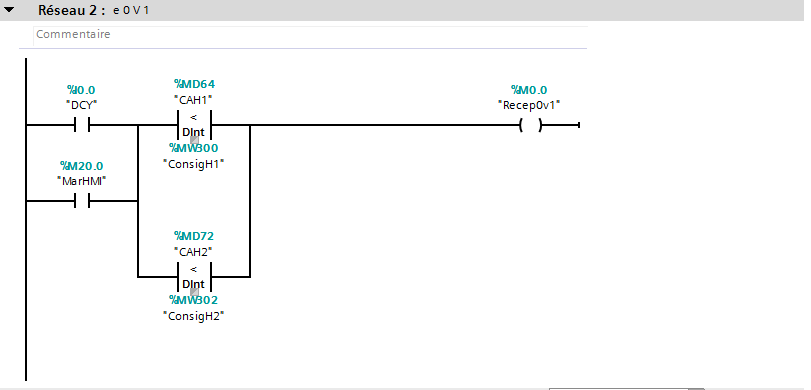 Réseau 2 : e 0 V 1
Commentaire
%I0.0
"DCY"
%MD64
"CAH1"
<
DInt
%MW300
"ConsigH1"
%M0.0
"Recep0v1"
%M20.0
"MarHMI"
%MD72
"CAH2"
<
DInt
%MW302
"ConsigH2"